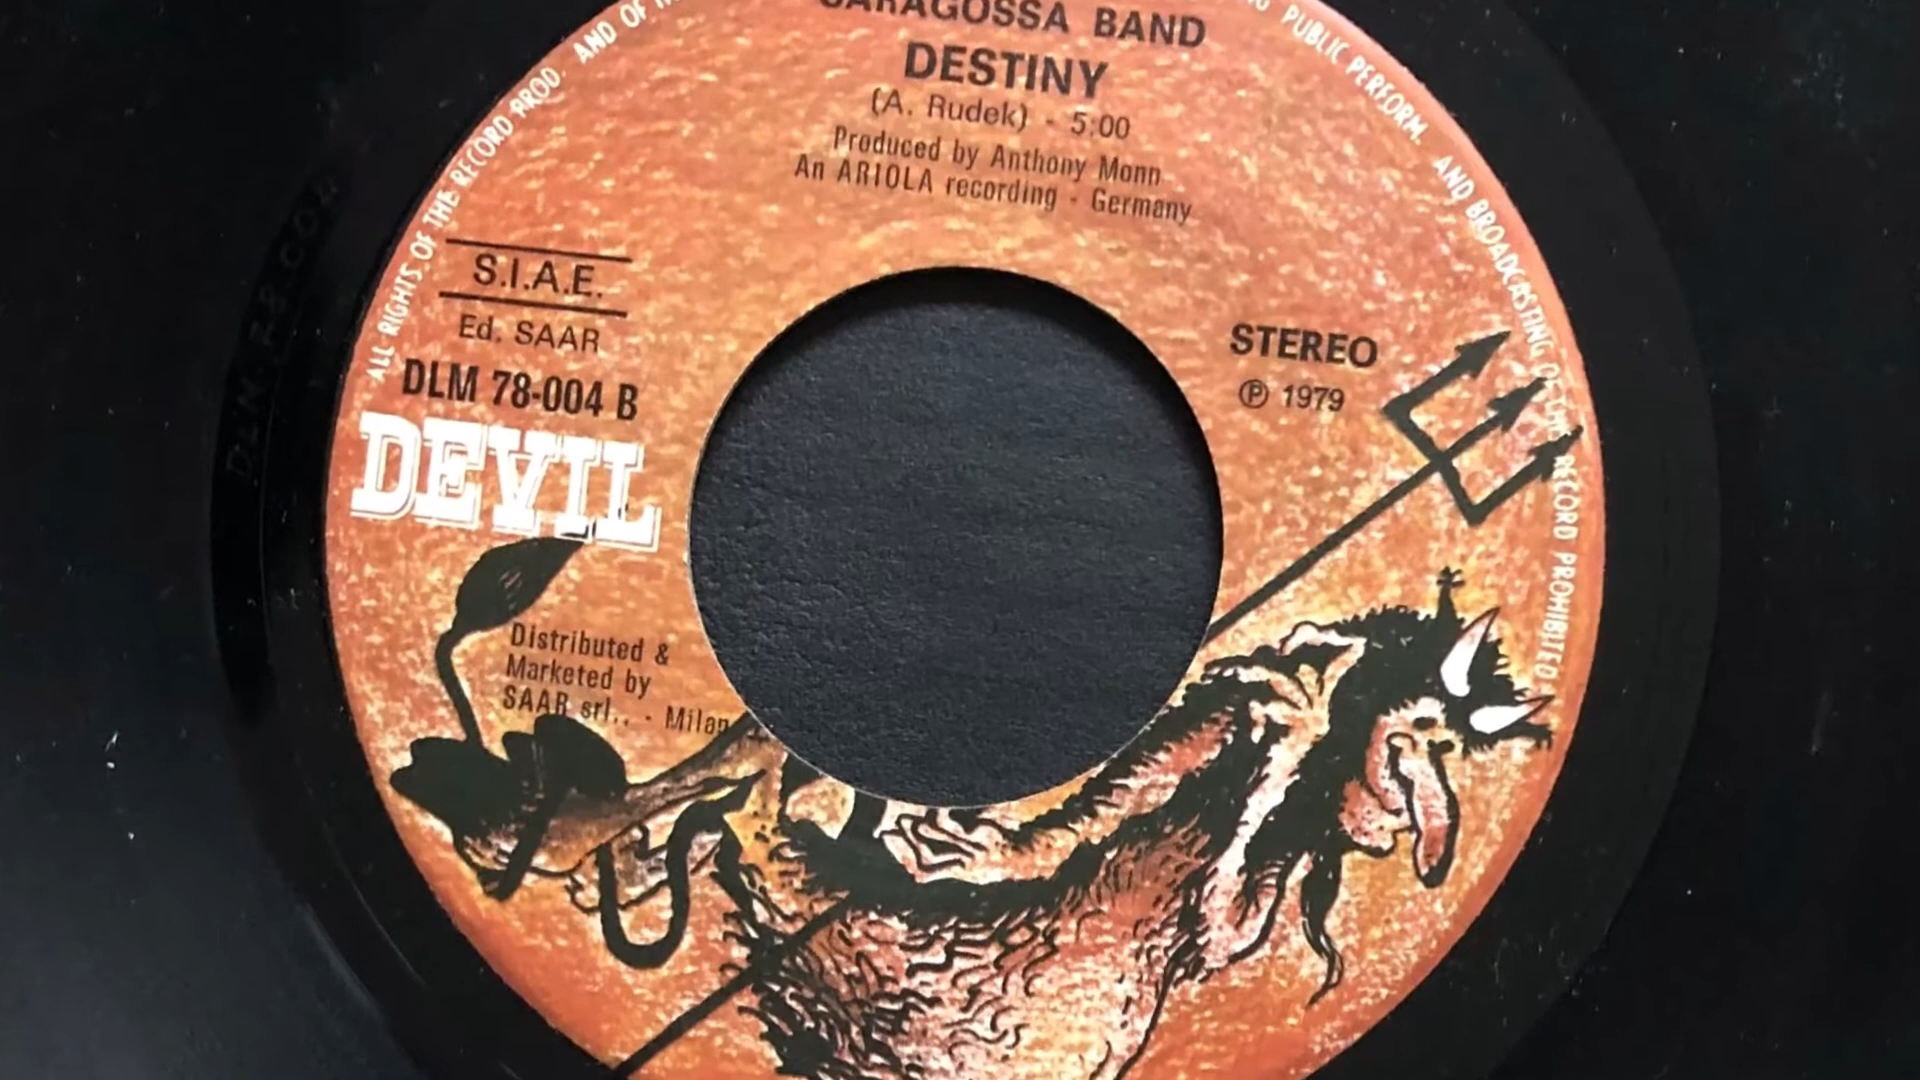 SARAGOSSA BAND
DESTINY
(A. Rudek) - 5:00
Produced by Anthony Monn
An ARIOLA recording - Germany
S.I.A.E.
Ed. SAAR
DLM 78-004 B
DEVIL
STEREO
Ⓟ 1979
Distributed &
Marketed by
SAAR srl.. - Milan
ALL RIGHTS OF THE RECORD PROD. AND OF
PUBLIC PERFORM. AND BROADCASTING OF THE RECORD PROHIBITED